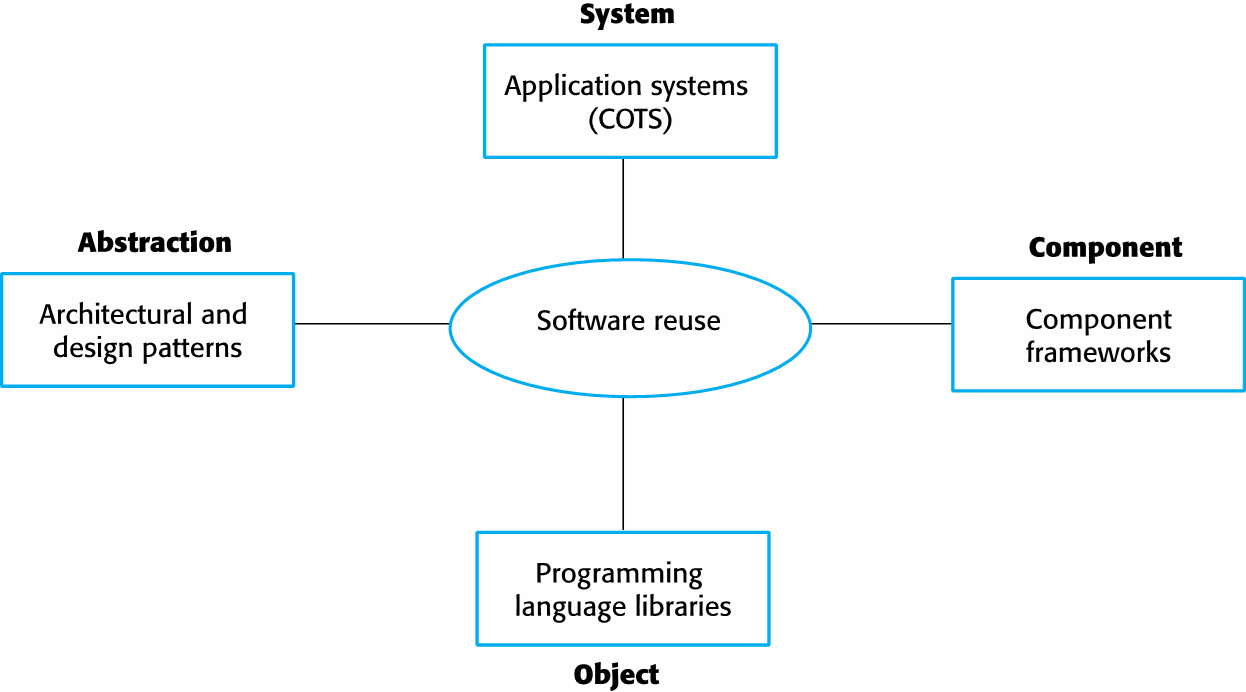 System
Application systems
(COTS)
Abstraction
Architectural and
design patterns
Software reuse
Component
Component
frameworks
Programming
language libraries
Object